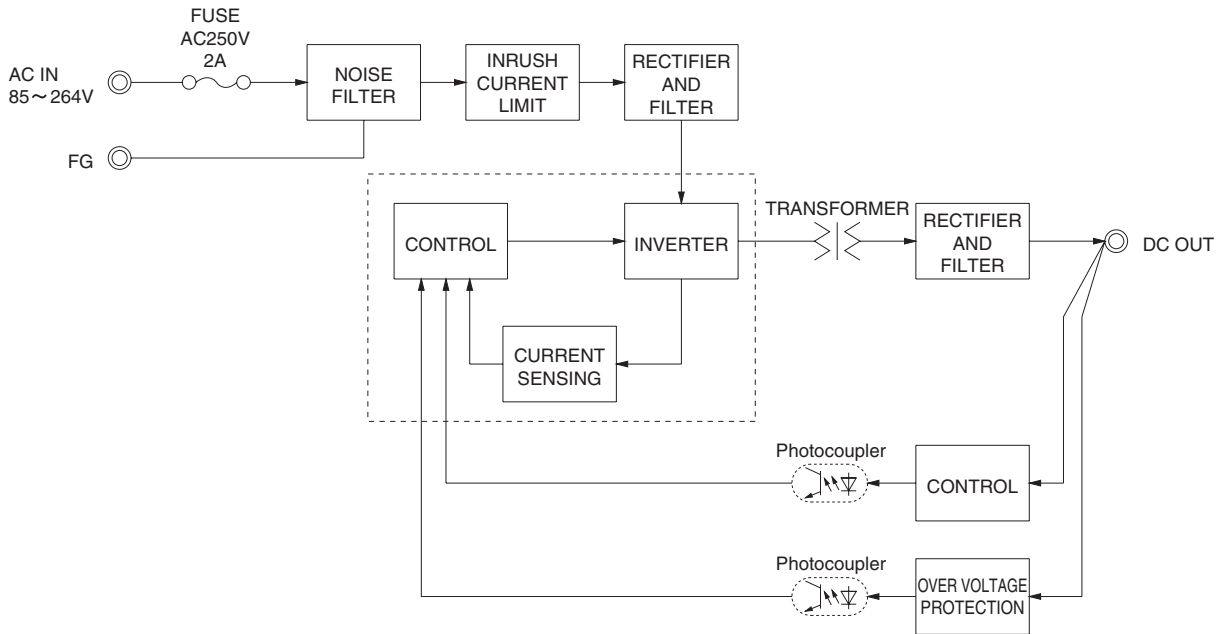 FUSE
AC250V
2A
AC IN
85～264V
NOISE
FILTER
INRUSH
CURRENT
LIMIT
RECTIFIER
AND
FILTER
FG
CONTROL
INVERTER
TRANSFORMER
RECTIFIER
AND
FILTER
DC OUT
CURRENT
SENSING
Photocoupler
CONTROL
Photocoupler
OVER VOLTAGE
PROTECTION